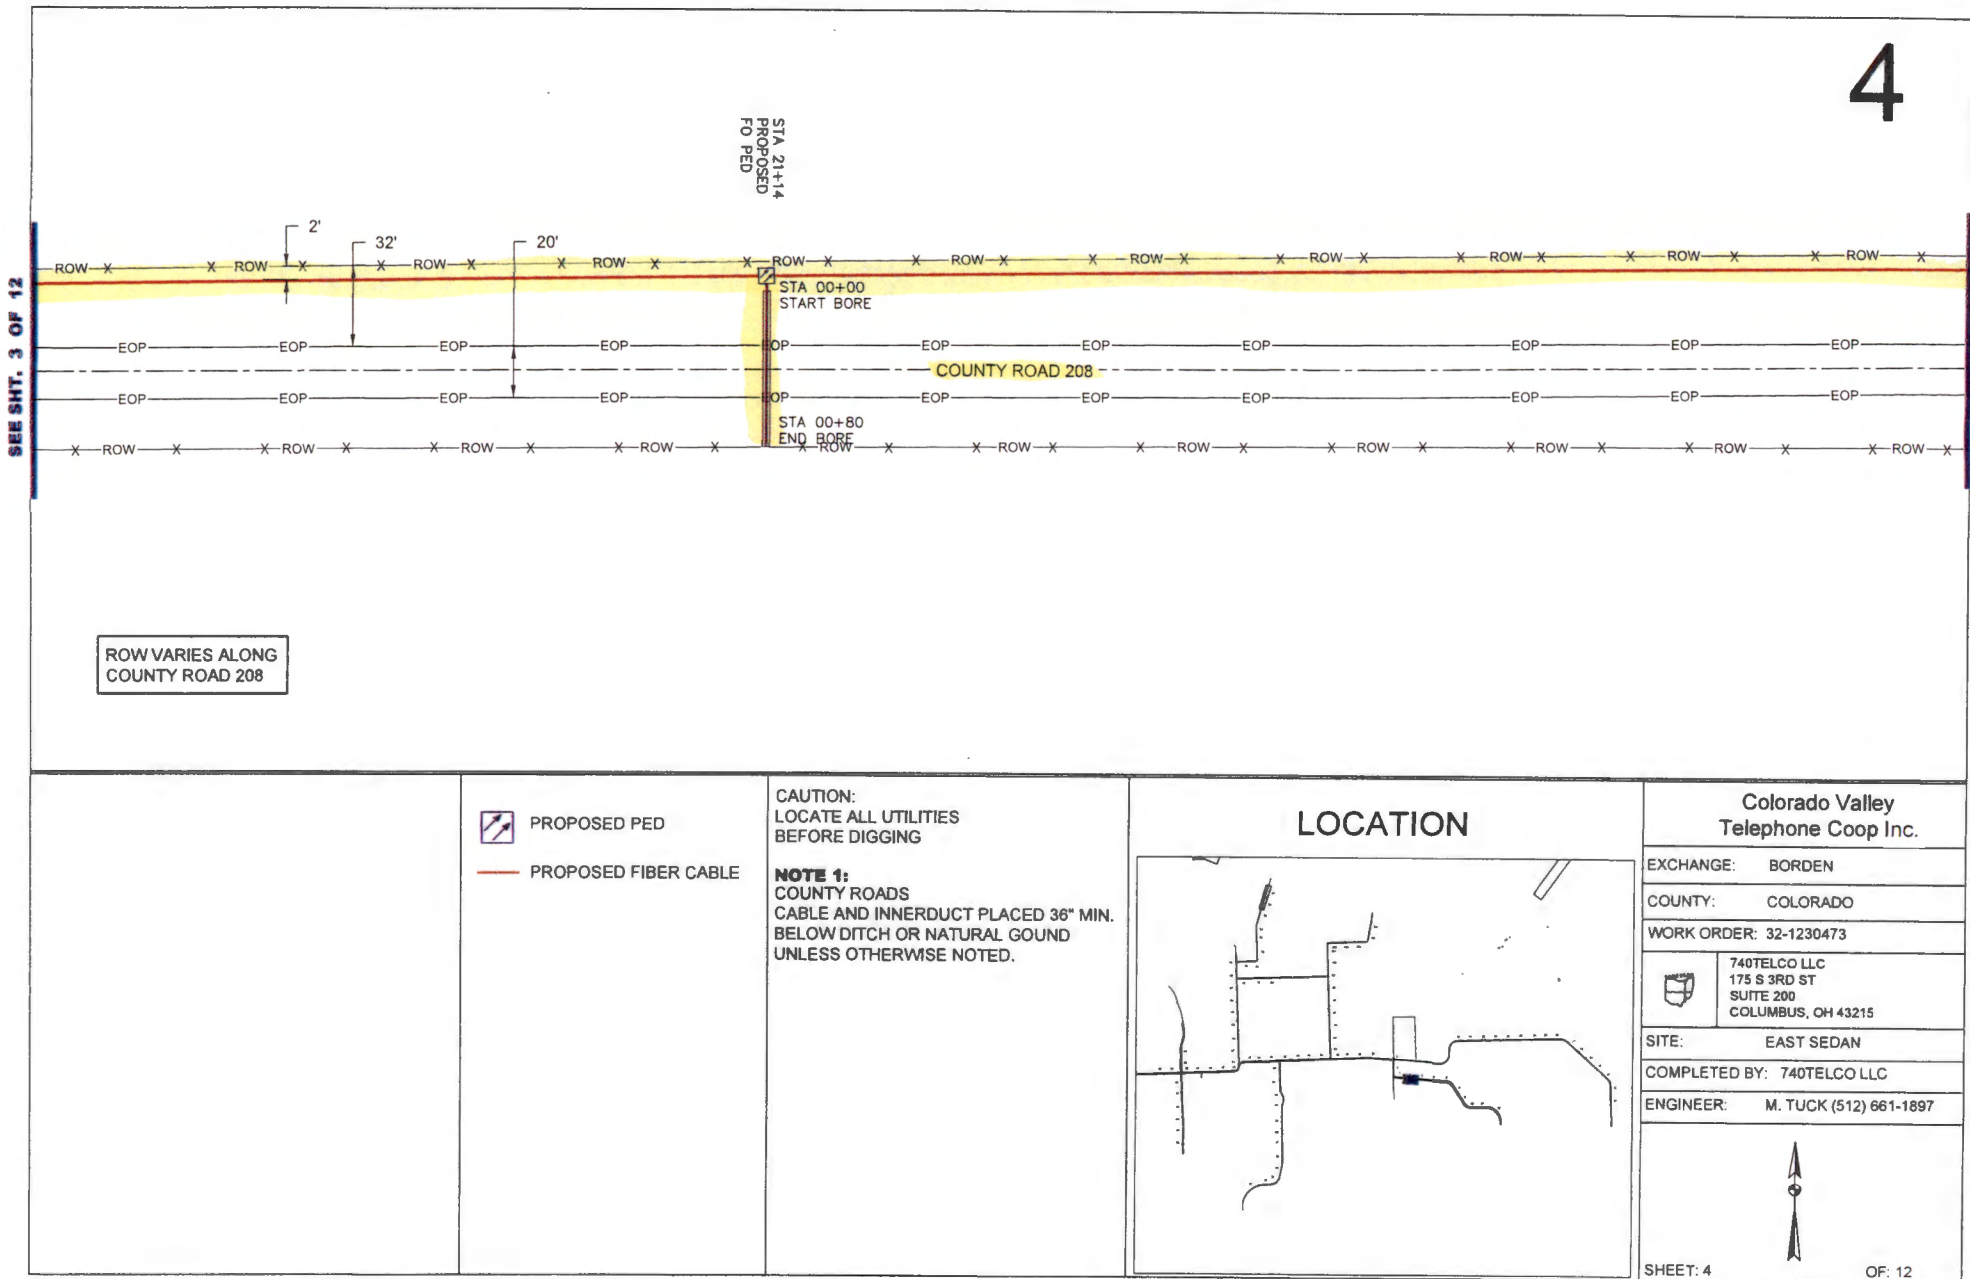 4
STA 21+14
PROPOSED
FO PED
2'
32'
20'
ROW X X ROW X X ROW X X ROW X X ROW X X ROW X X ROW X X ROW X X ROW X X ROW X X ROW X
STA 00+00
START BORE
SEE SHT. 3 OF 12
EOP EOP EOP EOP EOP EOP EOP EOP EOP EOP EOP
COUNTY ROAD 208
EOP EOP EOP EOP EOP EOP EOP EOP EOP EOP EOP
STA 00+80
END BORE
X ROW X X ROW X X ROW X X ROW X X ROW X X ROW X X ROW X X ROW X X ROW X X ROW X X ROW X
ROW VARIES ALONG
COUNTY ROAD 208
PROPOSED PED
PROPOSED FIBER CABLE
CAUTION:
LOCATE ALL UTILITIES
BEFORE DIGGING
NOTE 1:
COUNTY ROADS
CABLE AND INNERDUCT PLACED 36" MIN.
BELOW DITCH OR NATURAL GOUND
UNLESS OTHERWISE NOTED.
LOCATION
Colorado Valley
Telephone Coop Inc.
EXCHANGE: BORDEN
COUNTY: COLORADO
WORK ORDER: 32-1230473
740TELCO LLC
175 S 3RD ST
SUITE 200
COLUMBUS, OH 43215
SITE: EAST SEDAN
COMPLETED BY: 740TELCO LLC
ENGINEER: M. TUCK (512) 661-1897
SHEET: 4 OF: 12